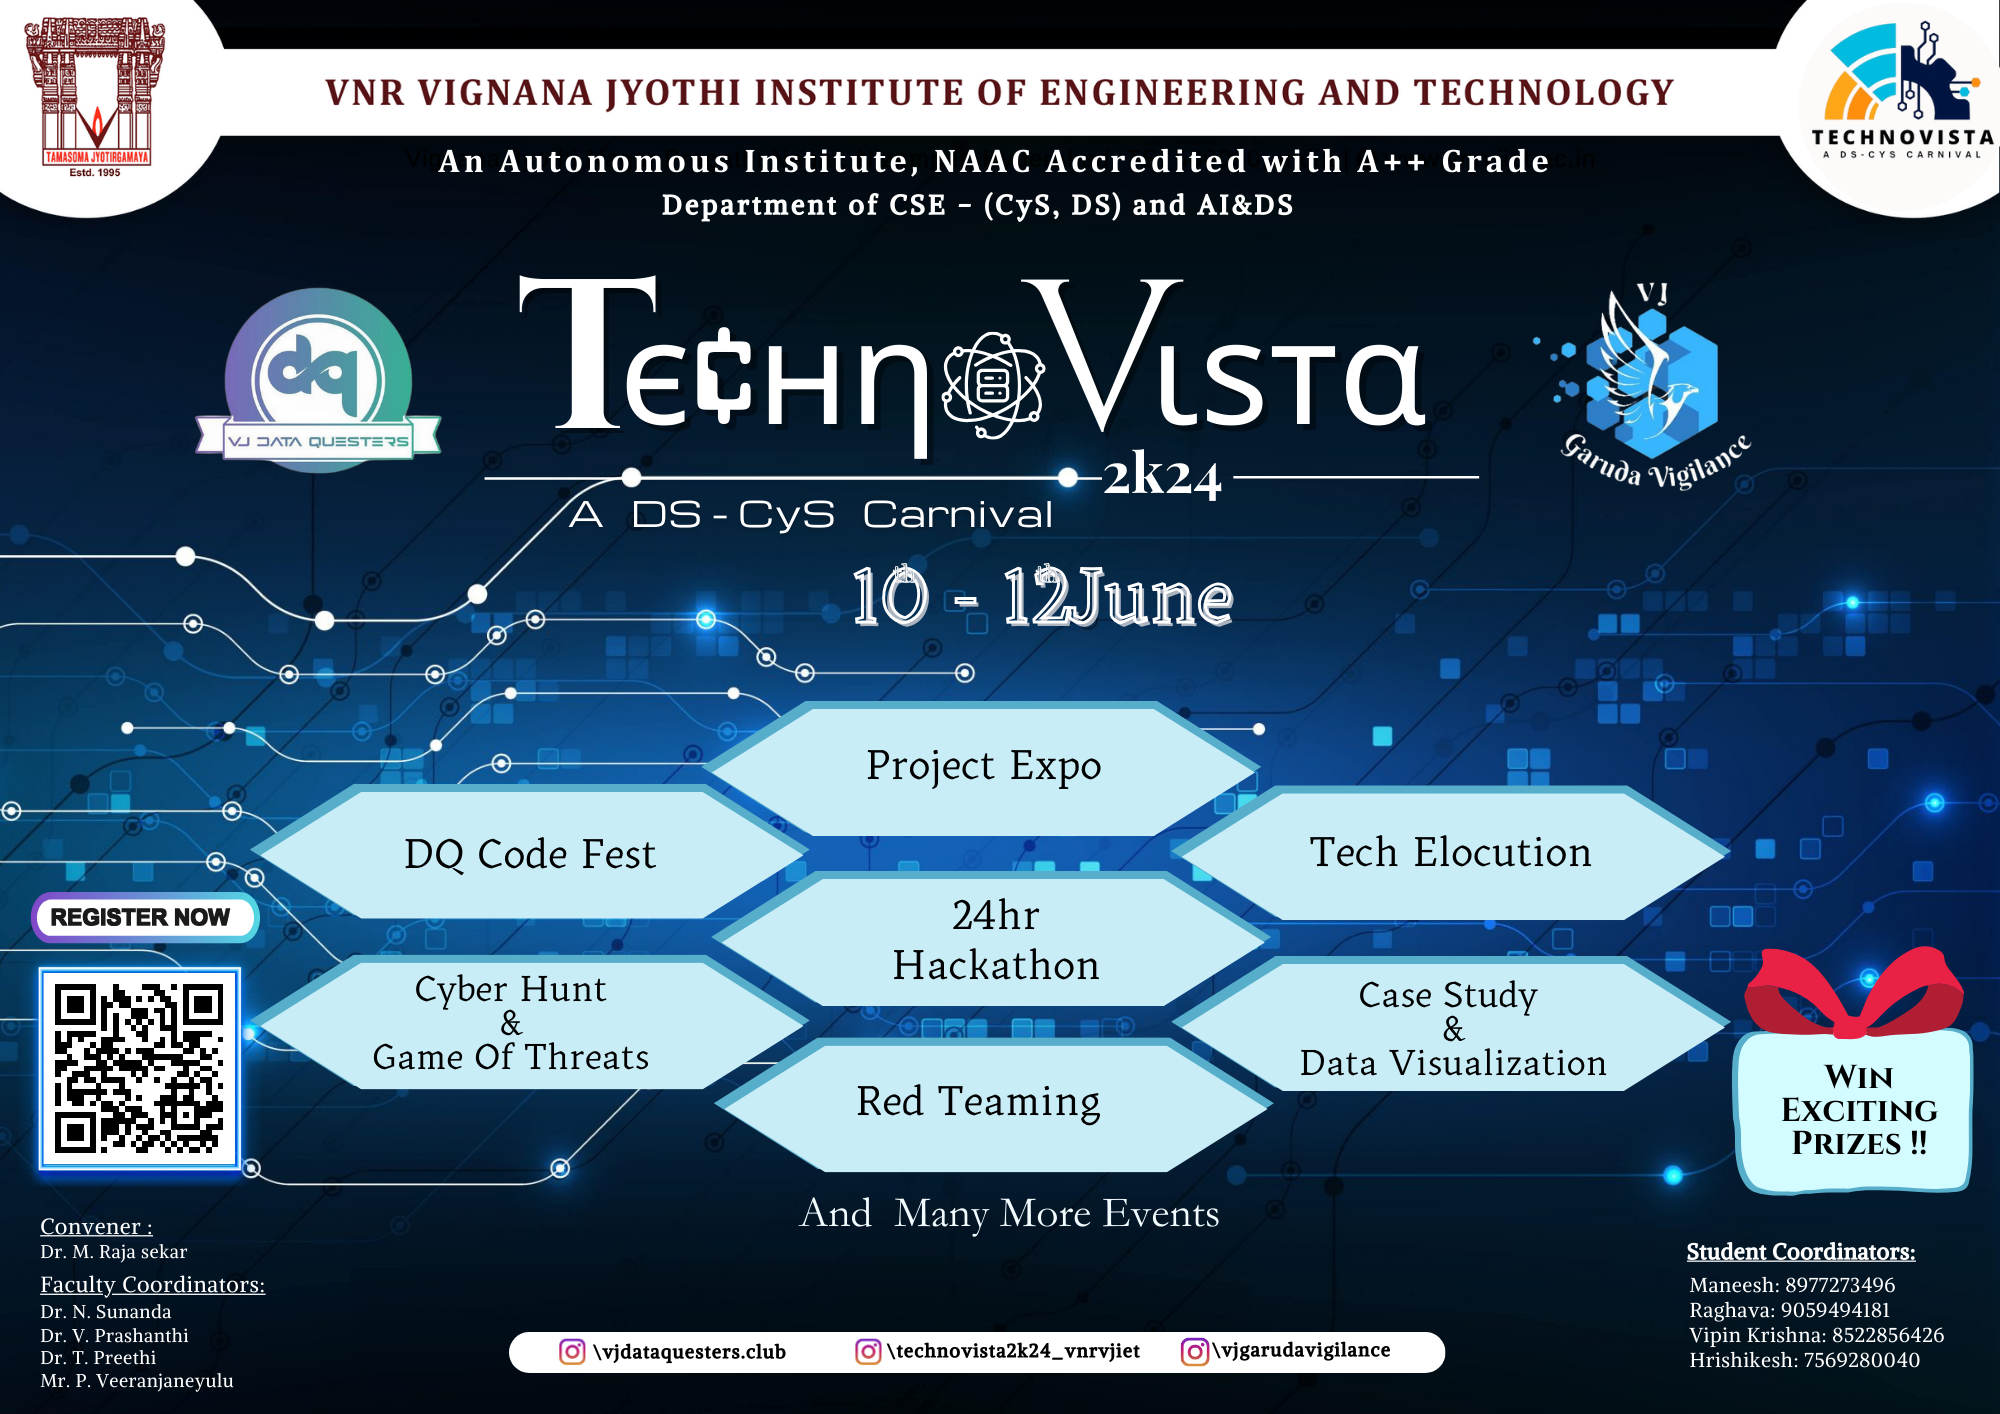 VNR VIGNANA JYOTHI INSTITUTE OF ENGINEERING AND TECHNOLOGY
TAMASOMA JYOTIRGAMAYA
Estd. 1995
TECHNOVISTA
A DS-CYS CARNIVAL
An Autonomous Institute, NAAC Accredited with A++ Grade
Department of CSE – (CyS, DS) and AI&DS
dq
VJ DATA QUESTERS
TechnoVista
2k24
A DS-CyS Carnival
VJ
Garuda Vigilance
10th - 12th June
Project Expo
DQ Code Fest
Tech Elocution
24hr
Hackathon
Cyber Hunt
&
Game Of Threats
Case Study
&
Data Visualization
Red Teaming
And Many More Events
REGISTER NOW
WIN
EXCITING
PRIZES !!
Convener :
Dr. M. Raja sekar
Faculty Coordinators:
Dr. N. Sunanda
Dr. V. Prashanthi
Dr. T. Preethi
Mr. P. Veeranjaneyulu
\vjdataquesters.club
\technovista2k24_vnrvjiet
\vjgarudavigilance
Student Coordinators:
Maneesh: 8977273496
Raghava: 9059494181
Vipin Krishna: 8522856426
Hrishikesh: 7569280040